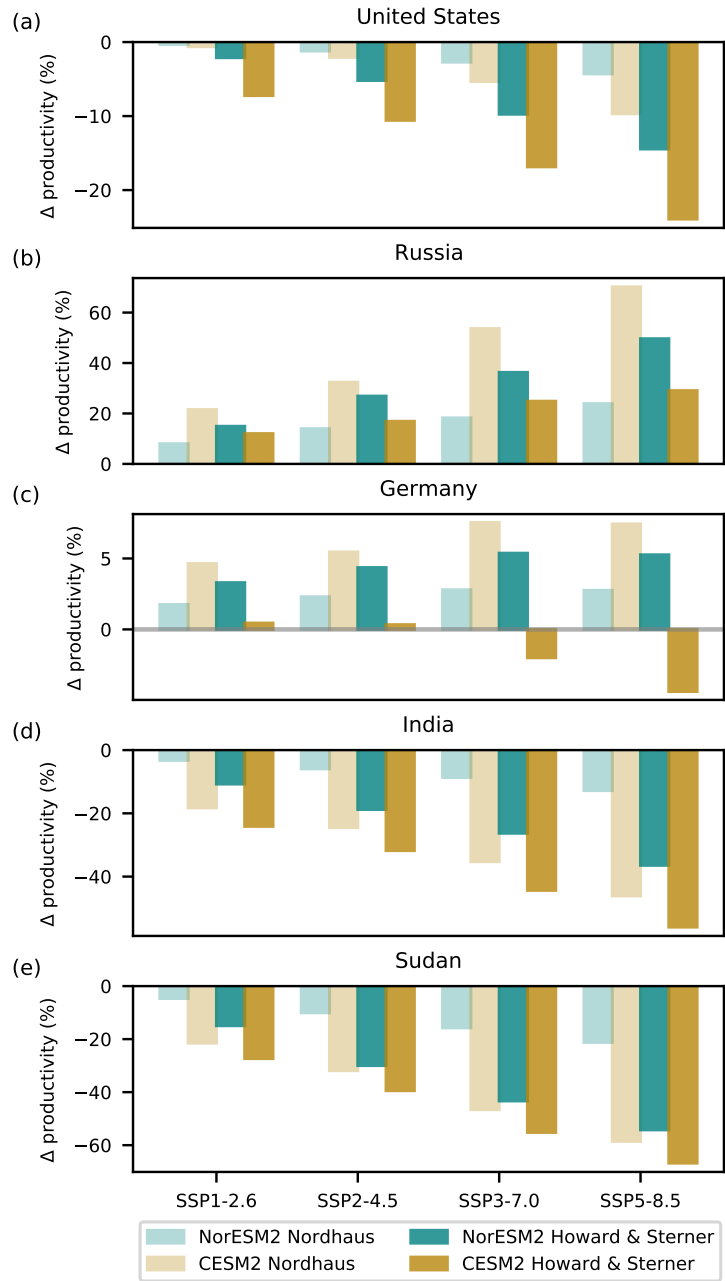 (a)
United States
Δ productivity (%)
0
−10
−20
(b)
Russia
Δ productivity (%)
60
40
20
0
(c)
Germany
Δ productivity (%)
5
0
(d)
India
Δ productivity (%)
0
−20
−40
(e)
Sudan
Δ productivity (%)
0
−20
−40
−60
SSP1-2.6 SSP2-4.5 SSP3-7.0 SSP5-8.5
NorESM2 Nordhaus NorESM2 Howard & Sterner
CESM2 Nordhaus CESM2 Howard & Sterner